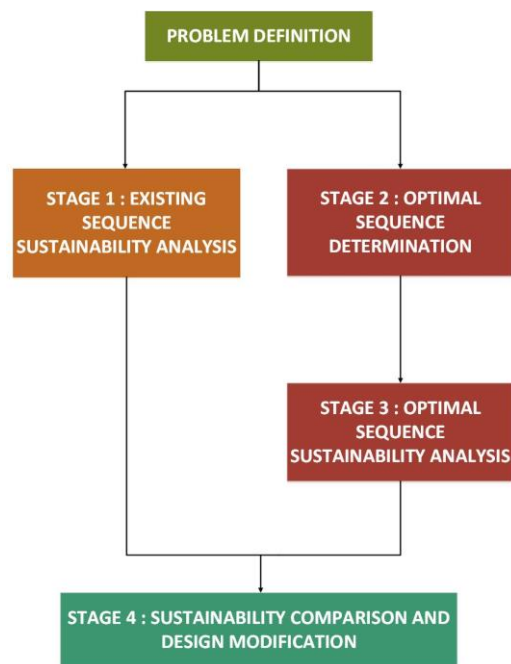 PROBLEM DEFINITION
STAGE 1 : EXISTING
SEQUENCE
SUSTAINABILITY ANALYSIS
STAGE 2 : OPTIMAL
SEQUENCE
DETERMINATION
STAGE 3 : OPTIMAL
SEQUENCE
SUSTAINABILITY ANALYSIS
STAGE 4 : SUSTAINABILITY COMPARISON AND
DESIGN MODIFICATION